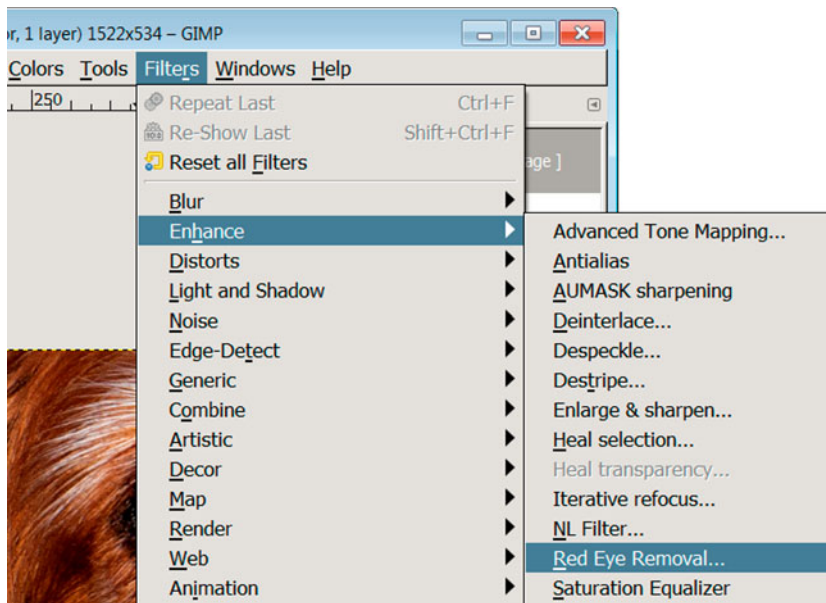 or, 1 layer) 1522x534 – GIMP
Colors Tools Filters Windows Help
250
Repeat Last Ctrl+F
Re-Show Last Shift+Ctrl+F
Reset all Filters
age ]
Blur
Enhance
Distorts
Light and Shadow
Noise
Edge-Detect
Generic
Combine
Artistic
Decor
Map
Render
Web
Animation
Advanced Tone Mapping...
Antialias
AUMASK sharpening
Deinterlace...
Despeckle...
Destripe...
Enlarge & sharpen...
Heal selection...
Heal transparency...
Iterative refocus...
NL Filter...
Red Eye Removal...
Saturation Equalizer